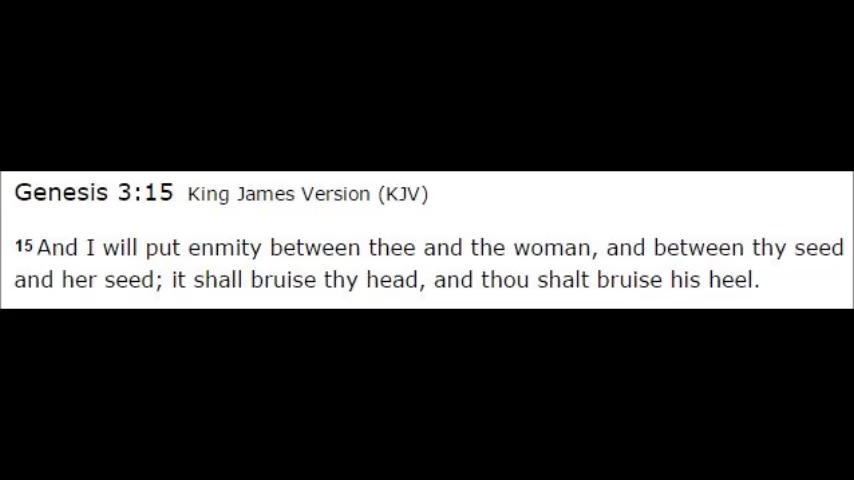 Genesis 3:15 King James Version (KJV)
15 And I will put enmity between thee and the woman, and between thy seed
and her seed; it shall bruise thy head, and thou shalt bruise his heel.